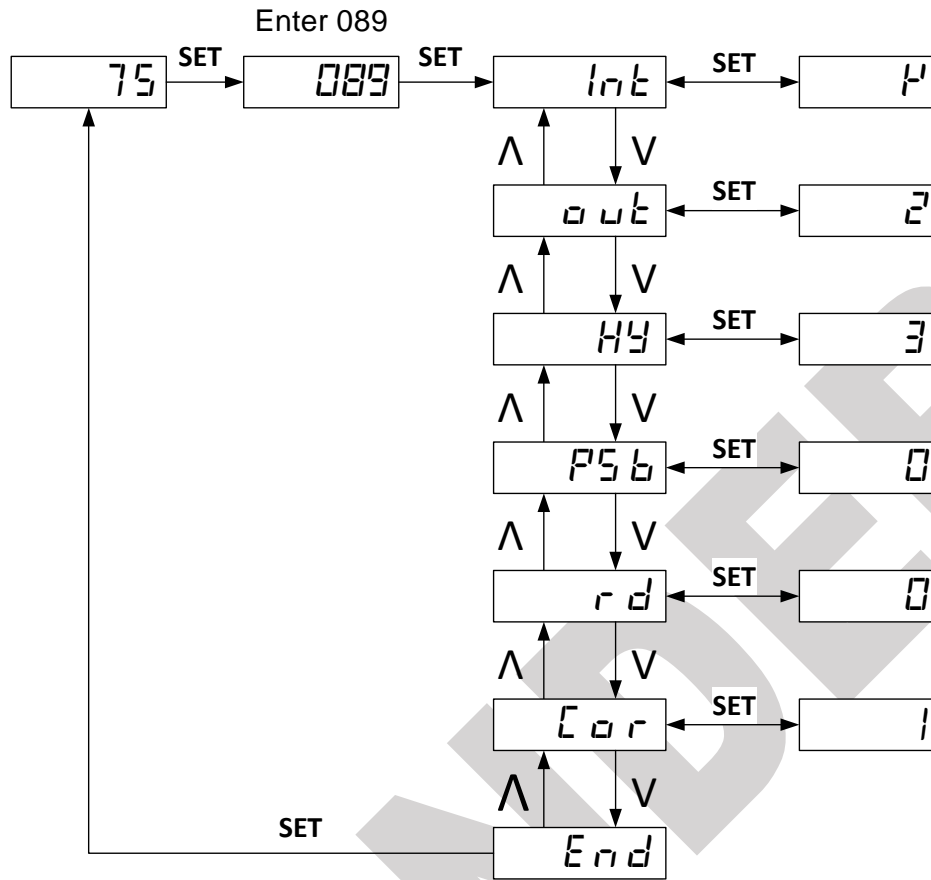 Enter 089
75 SET 089 SET Int SET K
Λ V
out SET 2
Λ V
HY SET 3
Λ V
PSb SET 0
Λ V
rd SET 0
Λ V
Cor SET 1
Λ V
SET End